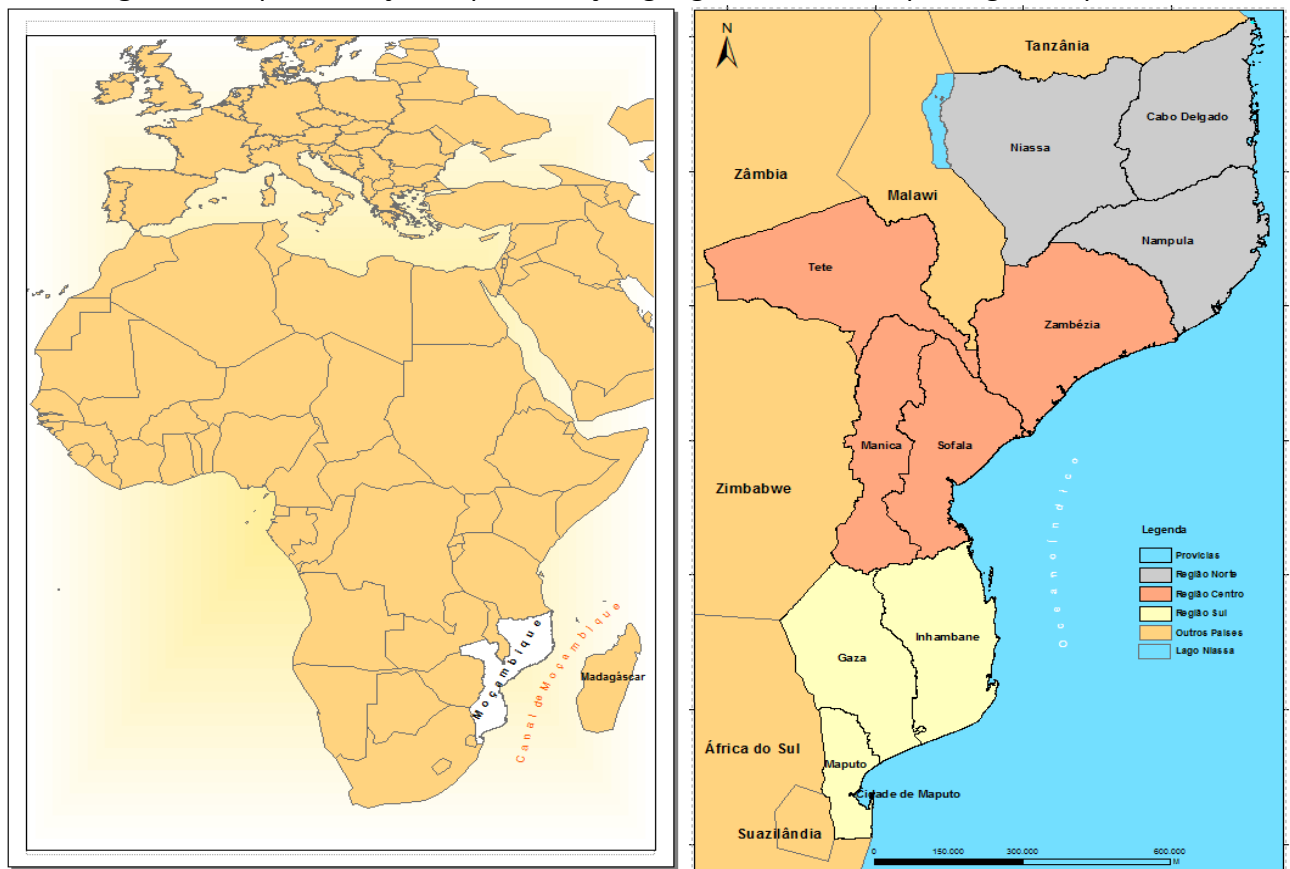 Moçambique
Canal de Moçambique
Madagáscar
N
Tanzânia
Cabo Delgado
Niassa
Zâmbia
Malawi
Nampula
Tete
Zambézia
Manica
Sofala
Zimbabwe
Oceano Índico
Legenda
Provicias
Região Norte
Região Centro
Região Sul
Outros Países
Lago Niassa
Inhambane
Gaza
África do Sul
Maputo
Cidade de Maputo
Suazilândia
0 150.000 300.000 600.000
M